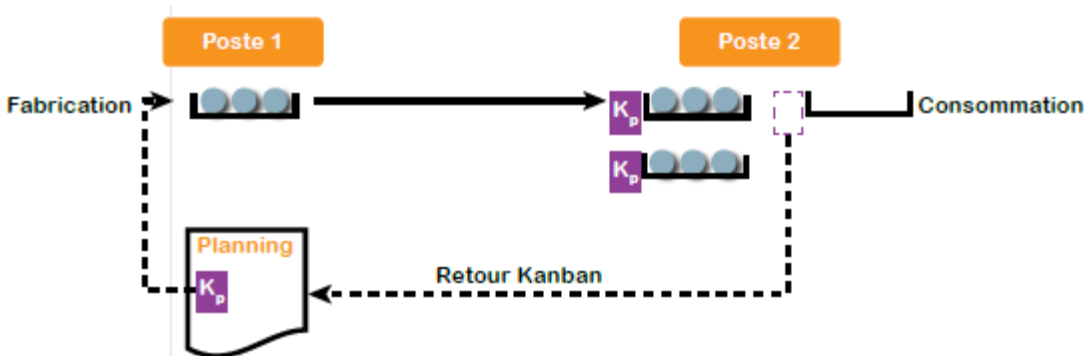 Poste 1
Poste 2
Fabrication
Kp
Consommation
Kp
Planning
Kp
Retour Kanban